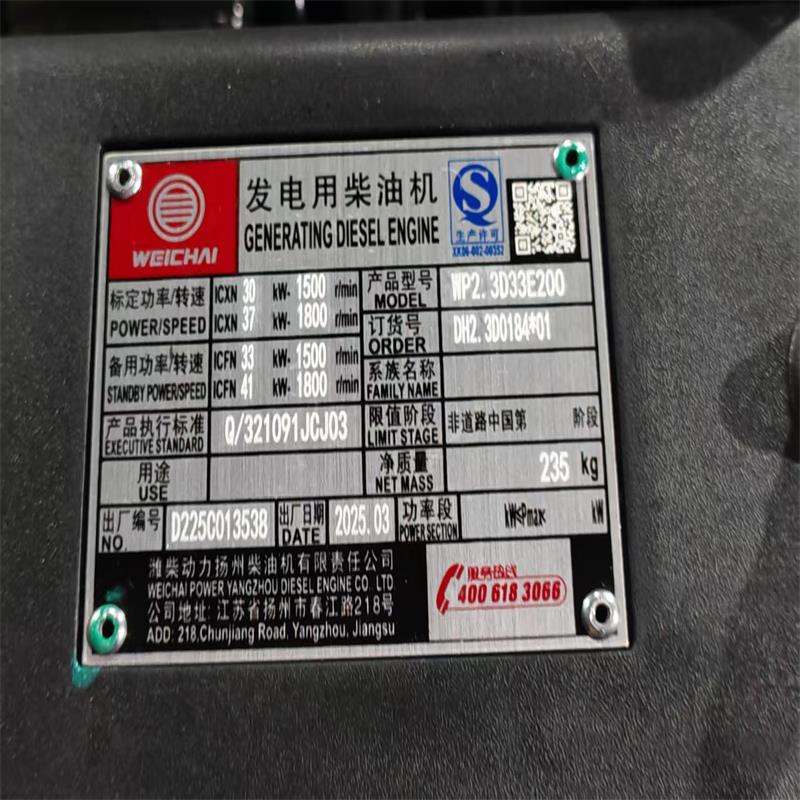 WEICHAI
发电用柴油机
GENERATING DIESEL ENGINE
生产许可
XK06-002-00352
标定功率/转速
POWER/SPEED
ICXN 30 kW- 1500 r/min
ICXN 37 kW- 1800 r/min
产品型号
MODEL
WP2.3D33E200
订货号
ORDER
DH2.3D0184*01
备用功率/转速
STANDBY POWER/SPEED
ICFN 33 kW- 1500 r/min
ICFN 41 kW- 1800 r/min
系族名称
FAMILY NAME
产品执行标准
EXECUTIVE STANDARD
Q/321091JCJ03
限值阶段
LIMIT STAGE
非道路中国第 阶段
用途
USE
净质量
NET MASS
235 kg
出厂编号
NO.
D225C013538
出厂日期
DATE
2025.03
功率段
POWER SECTION
kW<Pmax< kW
潍柴动力扬州柴油机有限责任公司
WEICHAI POWER YANGZHOU DIESEL ENGINE CO LTD
公司地址: 江苏省扬州市春江路218号
ADD: 218,Chunjiang Road, Yangzhou, Jiangsu
服务热线
400 618 3066